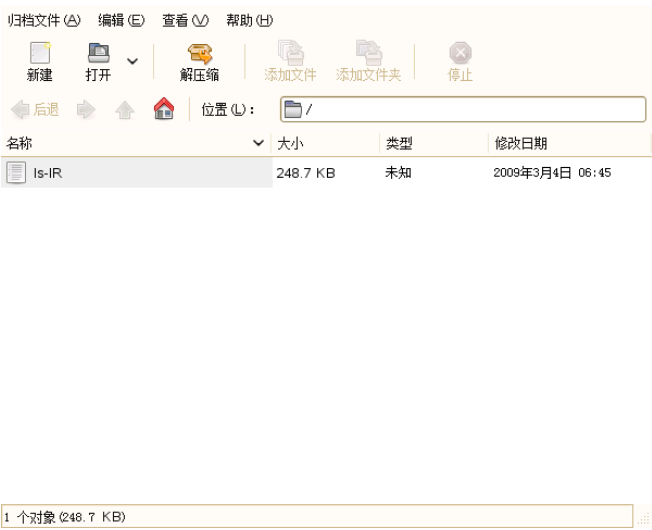 归档文件(A) 编辑(E) 查看(V) 帮助(H)
新建 打开 解压缩 添加文件 添加文件夹 停止
后退 位置(L): /
名称 大小 类型 修改日期
ls-lR 248.7 KB 未知 2009年3月4日 06:45
1 个对象(248.7 KB)